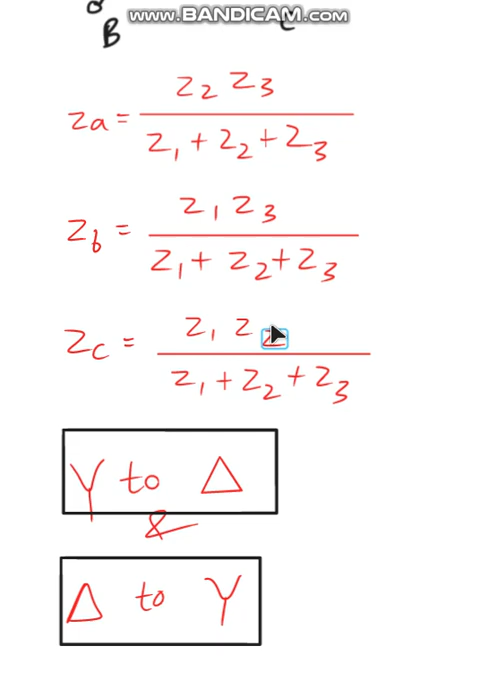 www.BANDICAM.com
B
Za = Z2 Z3 / Z1 + Z2 + Z3
Zb = Z1 Z3 / Z1 + Z2 + Z3
Zc = Z1 Z2 / Z1 + Z2 + Z3
Y to Δ
&
Δ to Y